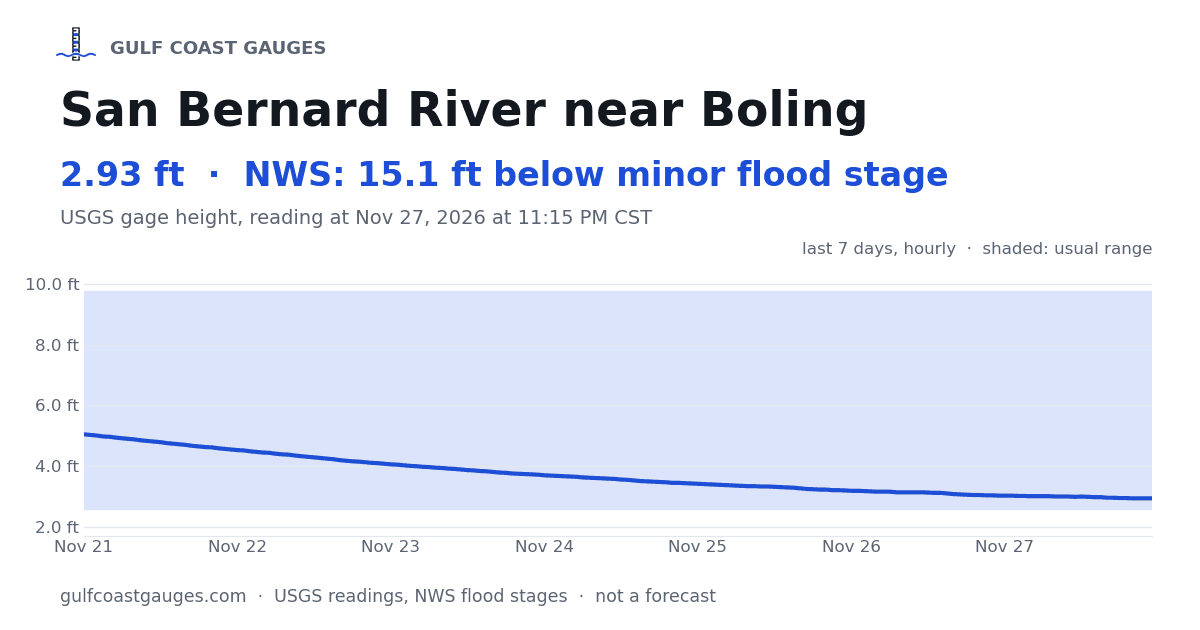 GULF COAST GAUGES
San Bernard River near Boling
2.93 ft · NWS: 15.1 ft below minor flood stage
USGS gage height, reading at Nov 27, 2026 at 11:15 PM CST
last 7 days, hourly · shaded: usual range
10.0 ft
8.0 ft
6.0 ft
4.0 ft
2.0 ft
Nov 21 Nov 22 Nov 23 Nov 24 Nov 25 Nov 26 Nov 27
gulfcoastgauges.com · USGS readings, NWS flood stages · not a forecast